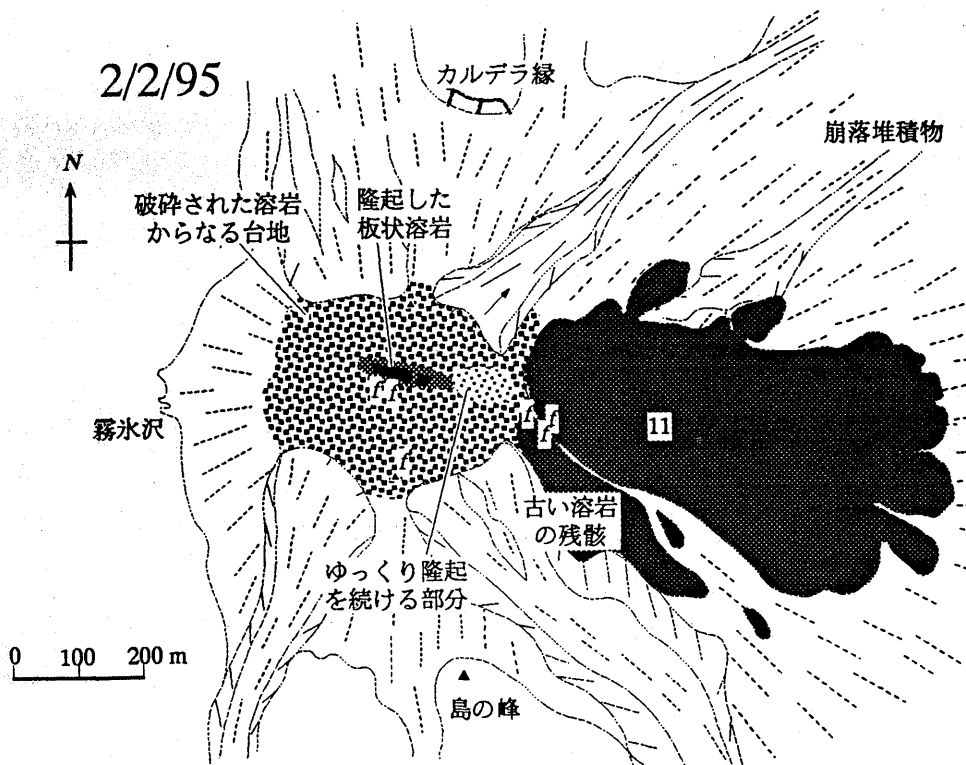 2/2/95
カルデラ縁
崩落堆積物
N
破砕された溶岩
からなる台地
隆起した
板状溶岩
霧氷沢
f f
f f
f
f
11
古い溶岩
の残骸
ゆっくり隆起
を続ける部分
0 100 200 m
島の峰